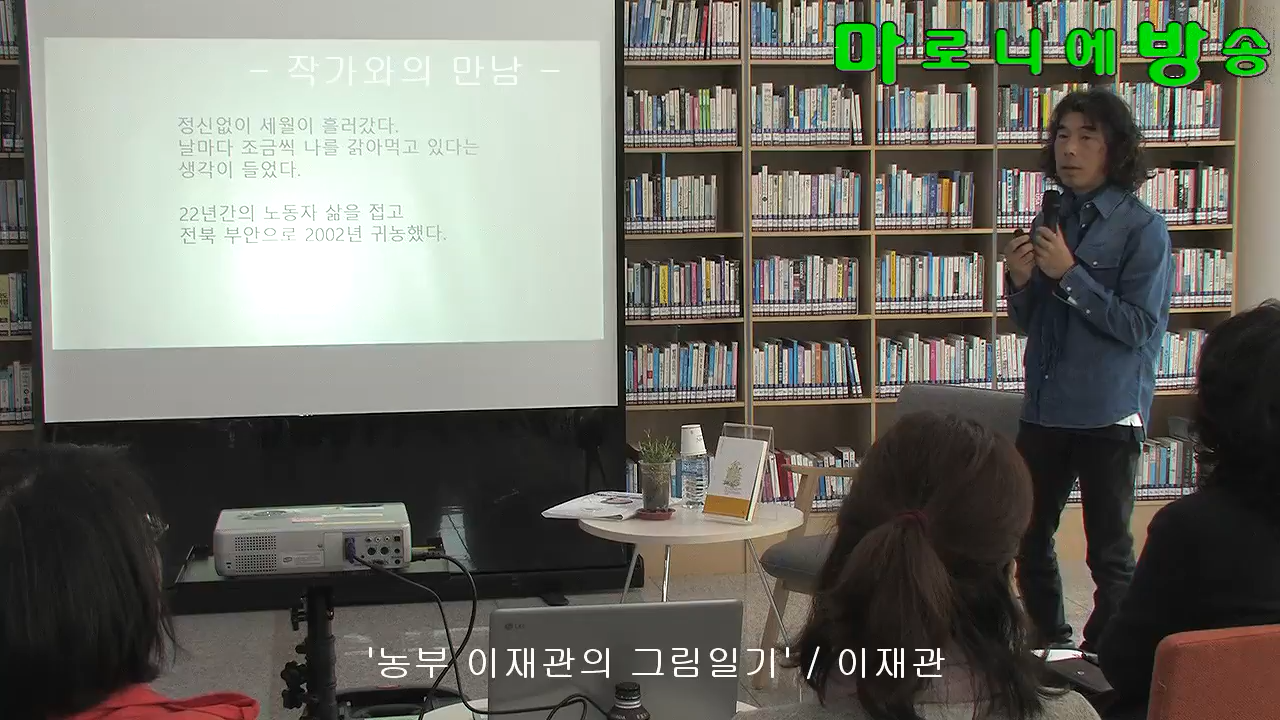 마로니에방송
- 작가와의 만남 -
정신없이 세월이 흘러갔다.
날마다 조금씩 나를 갉아먹고 있다는
생각이 들었다.
22년간의 노동자 삶을 접고
전북 부안으로 2002년 귀농했다.
LG
'농부 이재관의 그림일기' / 이재관